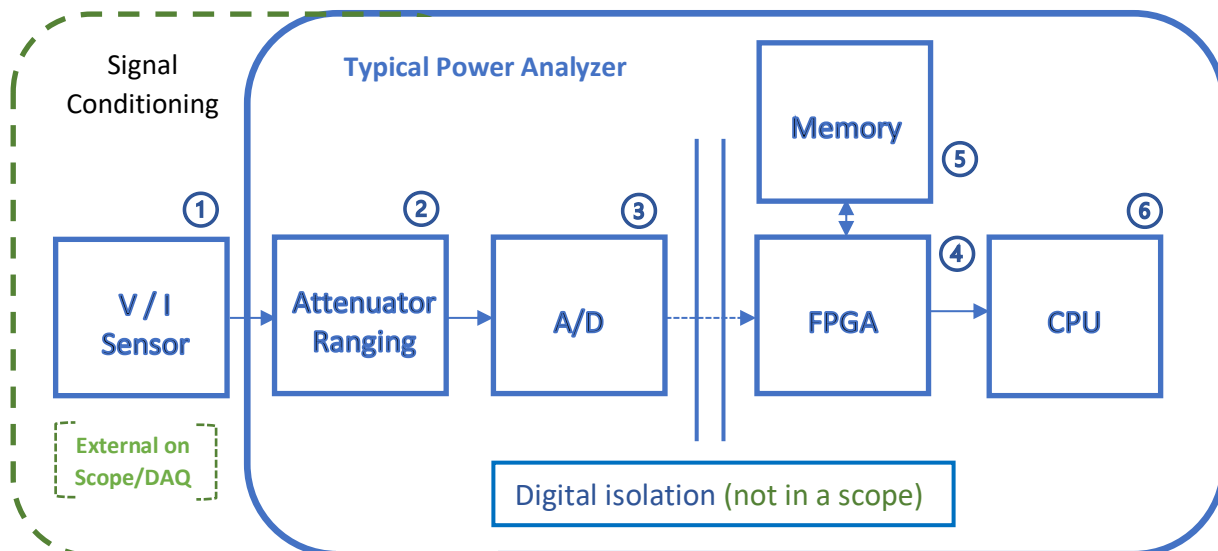 Signal
Conditioning
Typical Power Analyzer
Memory
⑤
①
②
③
④
⑥
V / I
Sensor
Attenuator
Ranging
A/D
FPGA
CPU
External on
Scope/DAQ
Digital isolation (not in a scope)